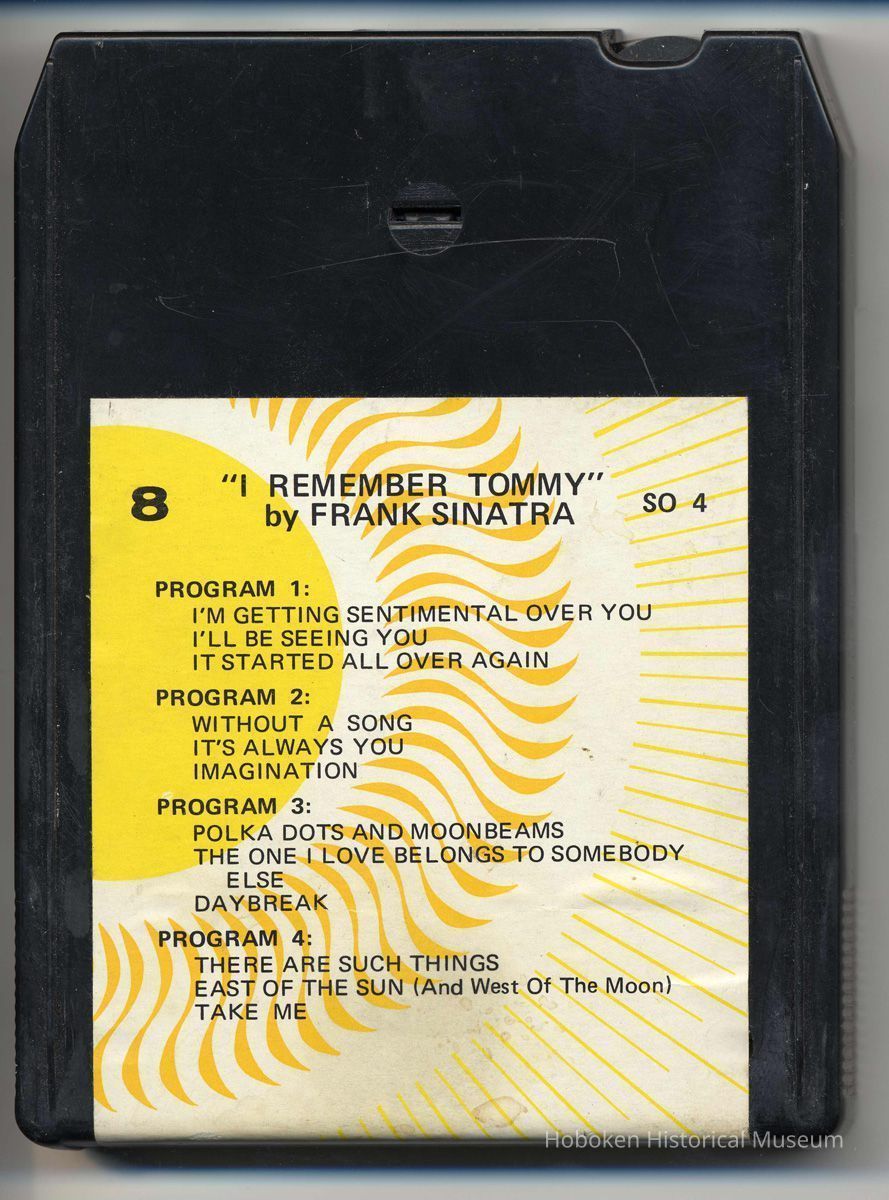 8
"I REMEMBER TOMMY"
by FRANK SINATRA
SO 4
PROGRAM 1:
I'M GETTING SENTIMENTAL OVER YOU
I'LL BE SEEING YOU
IT STARTED ALL OVER AGAIN
PROGRAM 2:
WITHOUT A SONG
IT'S ALWAYS YOU
IMAGINATION
PROGRAM 3:
POLKA DOTS AND MOONBEAMS
THE ONE I LOVE BELONGS TO SOMEBODY
ELSE
DAYBREAK
PROGRAM 4:
THERE ARE SUCH THINGS
EAST OF THE SUN (And West Of The Moon)
TAKE ME
Hoboken Historical Museum